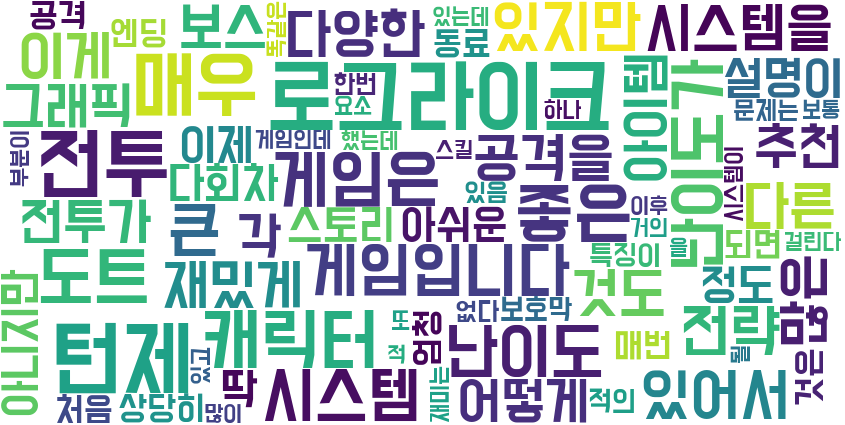 공격
엔딩
보스
똑같은
다양한
있는데
동료
있지만
시스템을
이게
매우
한번
요소
로그라이크
하나
아이템
난이도가
설명이
그래픽
문제는
보통
부분이
전투
이제
게임인데
했는데
스킬
공격을
추천
시스템이
다회차
게임은
있음
좋은
이후
거의
다른
전투가
큰
각
스토리
아쉬운
특징이
을
되면
걸린다
아니지만
도트
재밌게
게임입니다
것도
정도
많은
턴제
캐릭터
또
적
엄청
없다
보호막
난이도
매번
전략
될
것은
있고
딱
시스템
재미는
어떻게
적인
있어서
처음
상당히
많이